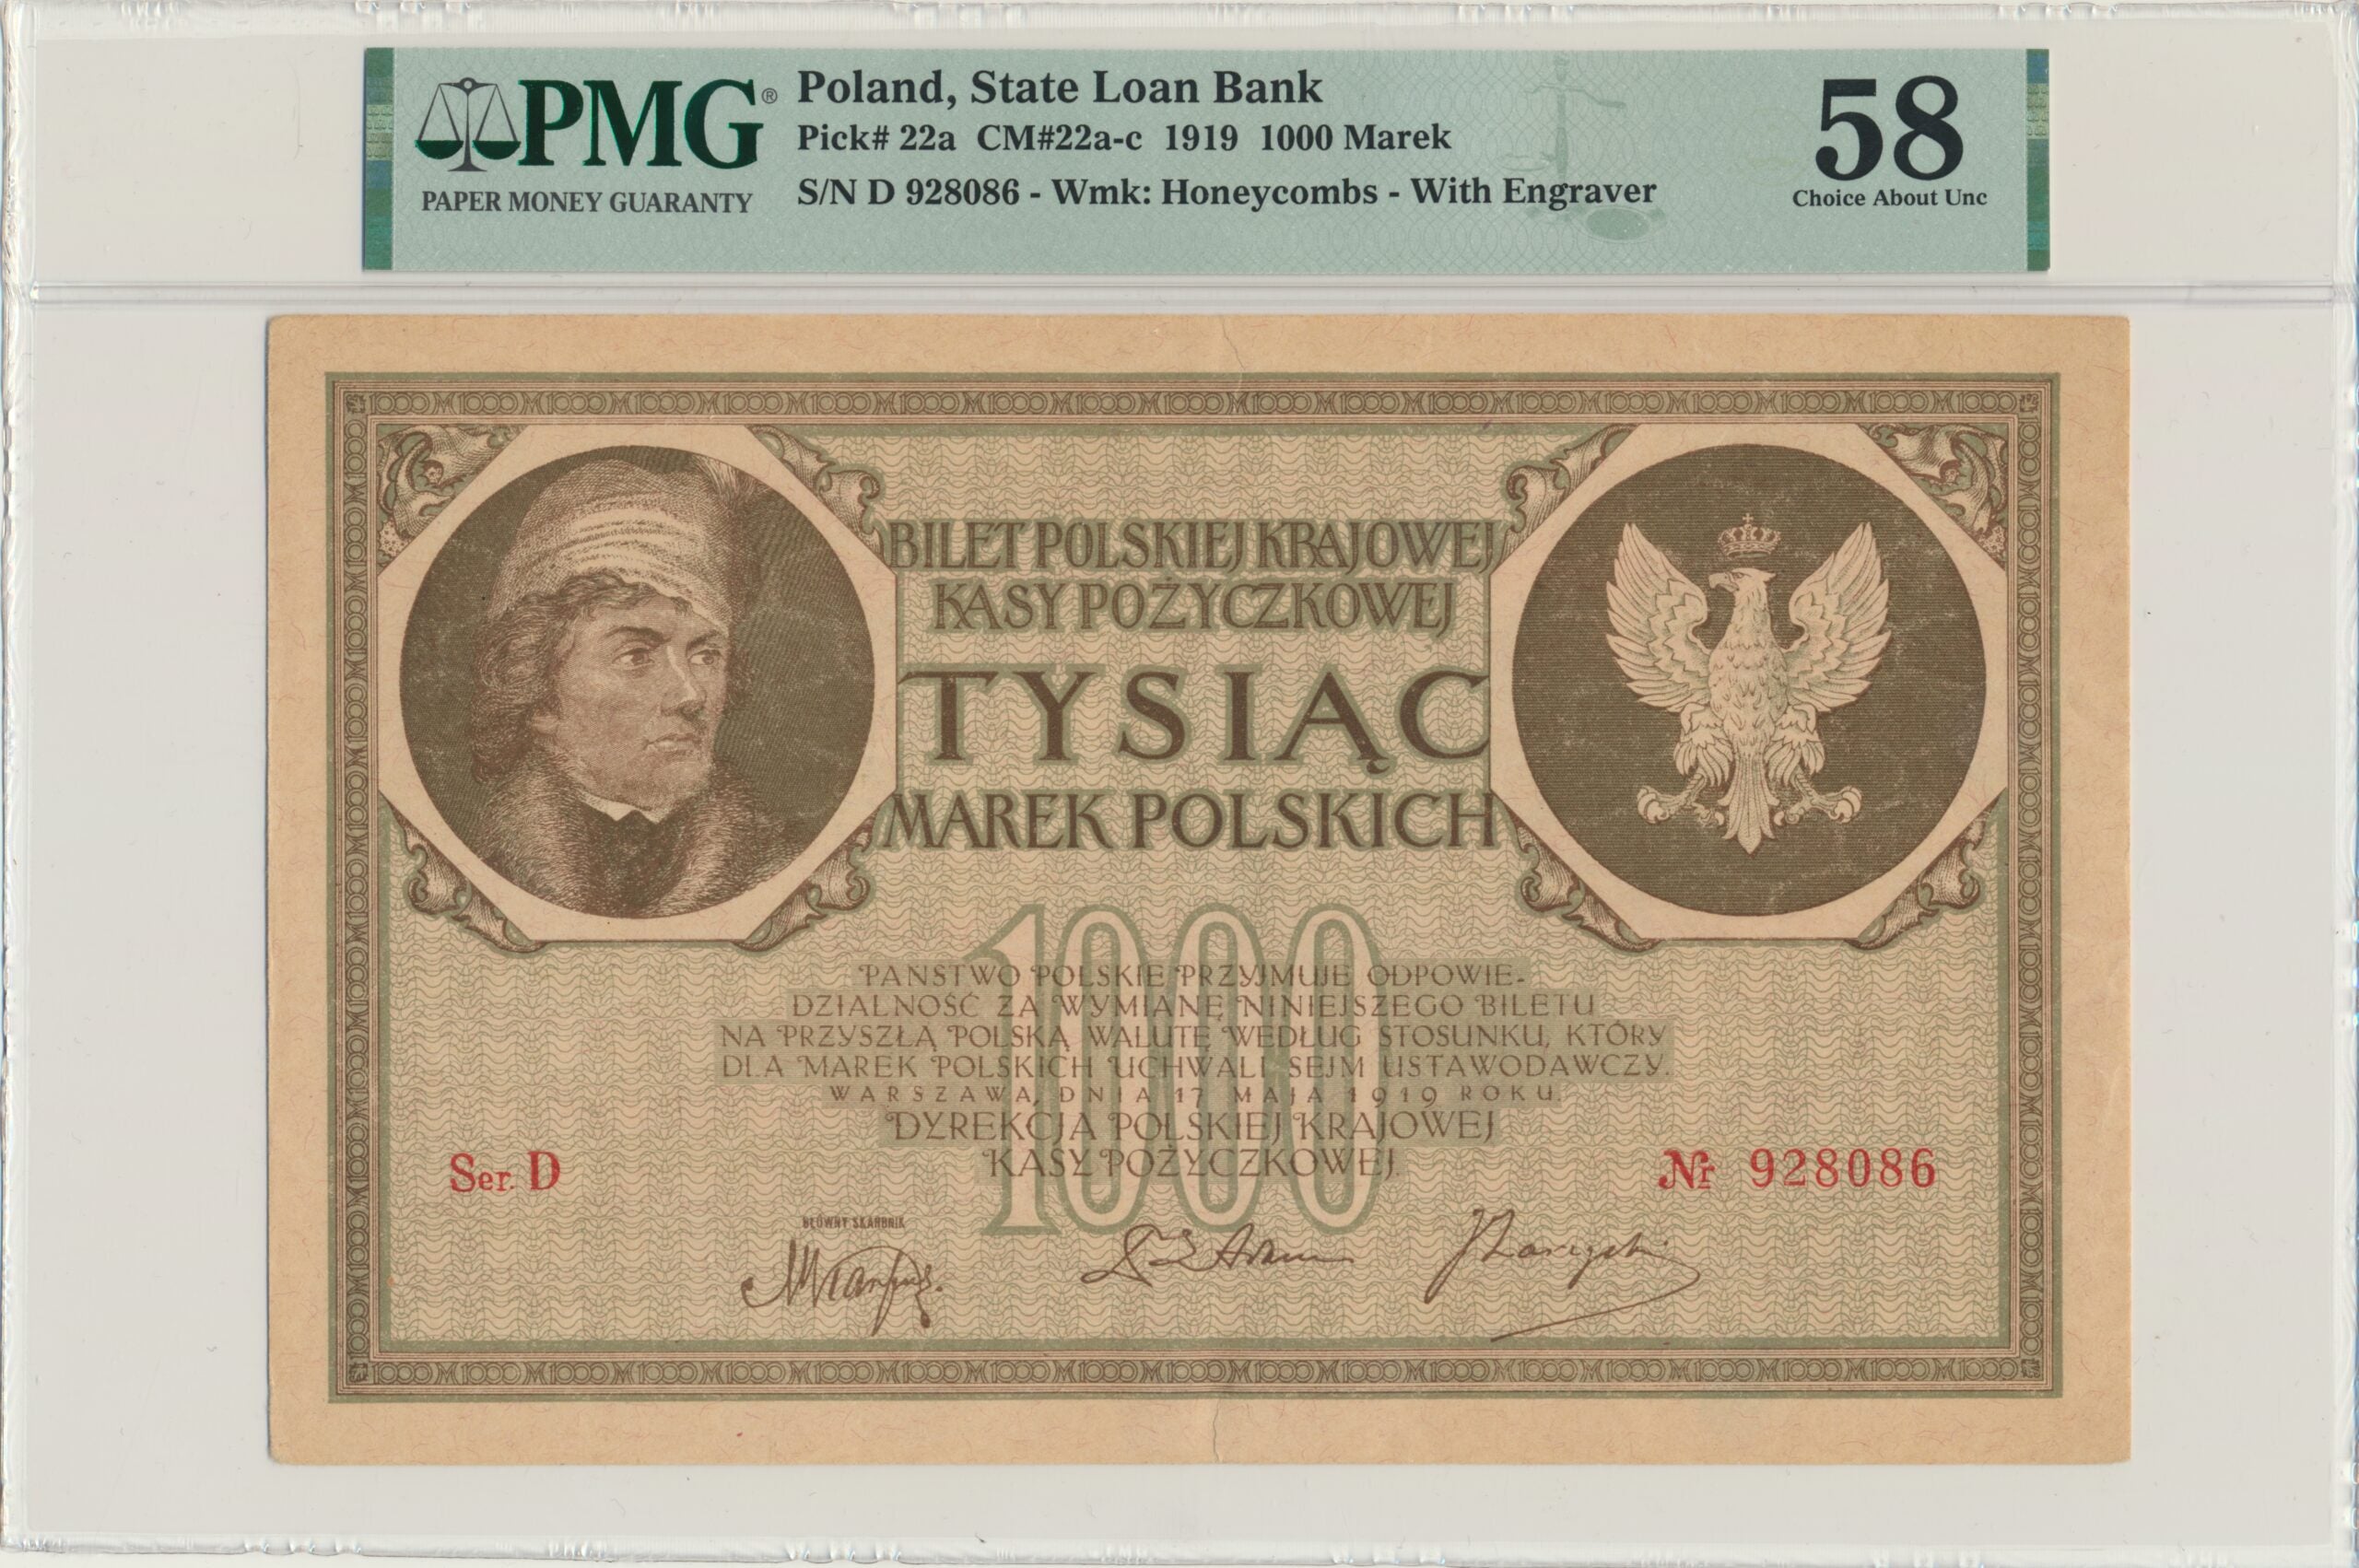 PMG®
PAPER MONEY GUARANTY
Poland, State Loan Bank
Pick# 22a CM#22a-c 1919 1000 Marek
S/N D 928086 - Wmk: Honeycombs - With Engraver
58
Choice About Unc
BILET POLSKIEJ KRAJOWEJ
KASY POŻYCZKOWEJ
TYSIĄC
MAREK POLSKICH
1000
PAŃSTWO POLSKIE PRZYJMUJE ODPOWIE-
DZIALNOŚĆ ZA WYMIANĘ NINIEJSZEGO BILETU
NA PRZYSZŁĄ POLSKĄ WALUTĘ WEDŁUG STOSUNKU, KTÓRY
DLA MAREK POLSKICH UCHWALI SEJM USTAWODAWCZY.
WARSZAWA, DNIA 17 MAJA 1919 ROKU.
DYREKCJA POLSKIEJ KRAJOWEJ
KASY POŻYCZKOWEJ.
Ser. D
Nr 928086
GŁÓWNY SKARBNIK